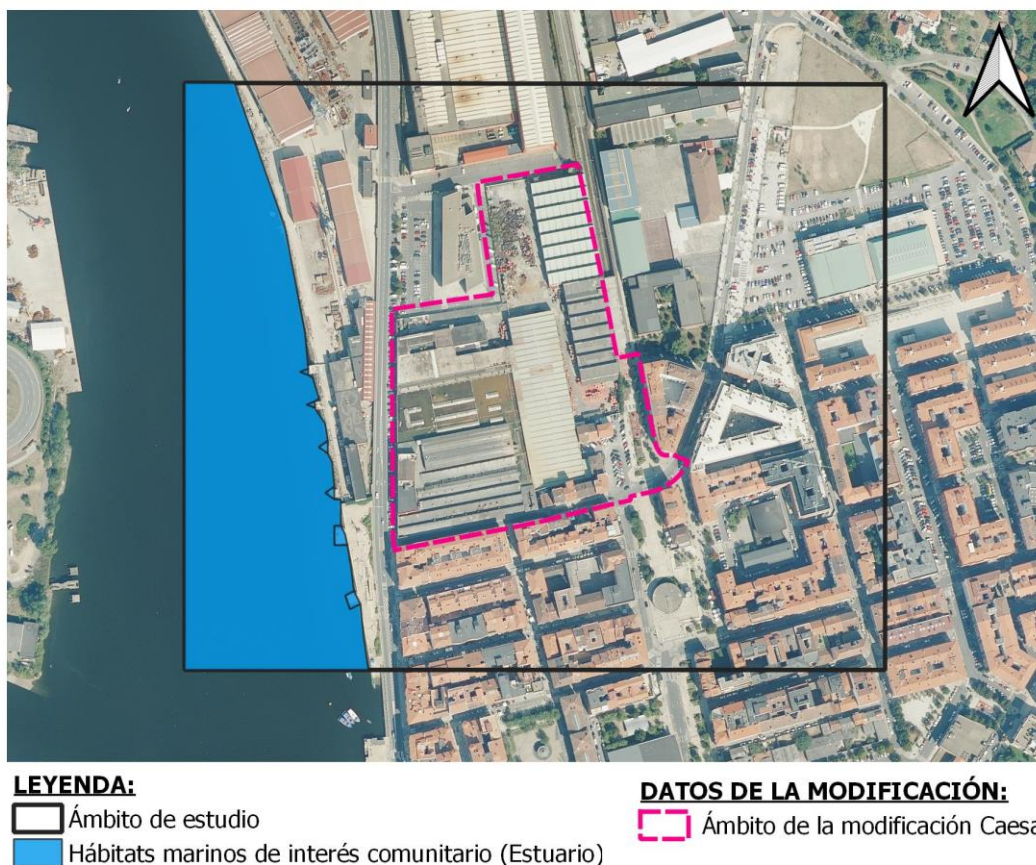 LEYENDA:
Ámbito de estudio
Hábitats marinos de interés comunitario (Estuario)
DATOS DE LA MODIFICACIÓN:
Ámbito de la modificación Caesa